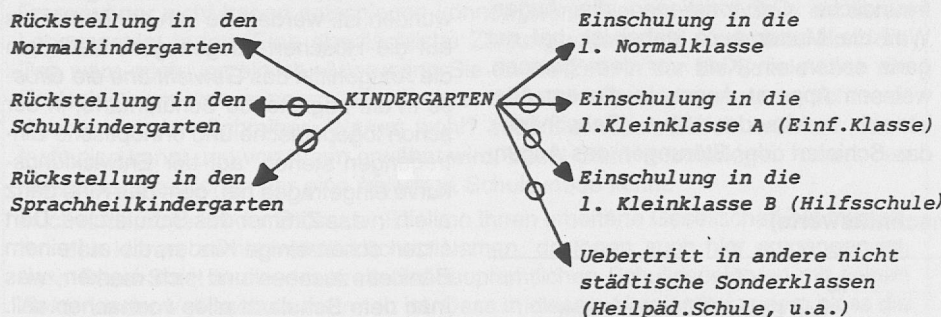 Rückstellung in den
Normalkindergarten
Rückstellung in den
Schulkindergarten
Rückstellung in den
Sprachheilkindergarten
KINDERGARTEN
Einschulung in die
1. Normalklasse
Einschulung in die
1.Kleinklasse A (Einf.Klasse)
Einschulung in die
1. Kleinklasse B (Hilfsschule)
Uebertritt in andere nicht
städtische Sonderklassen
(Heilpäd.Schule, u.a.)